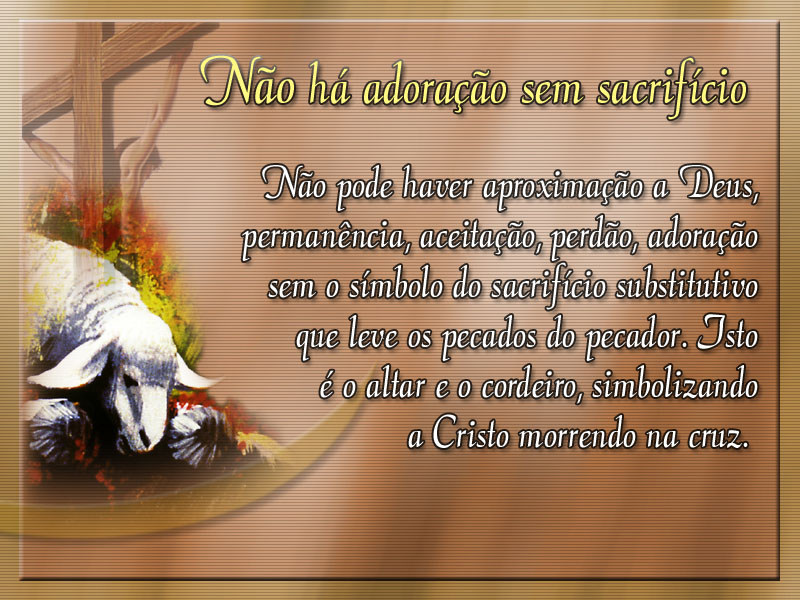 Não há adoração sem sacrifício
Não pode haver aproximação a Deus,
permanência, aceitação, perdão, adoração
sem o símbolo do sacrifício substitutivo
que leve os pecados do pecador. Isto
é o altar e o cordeiro, simbolizando
a Cristo morrendo na cruz.